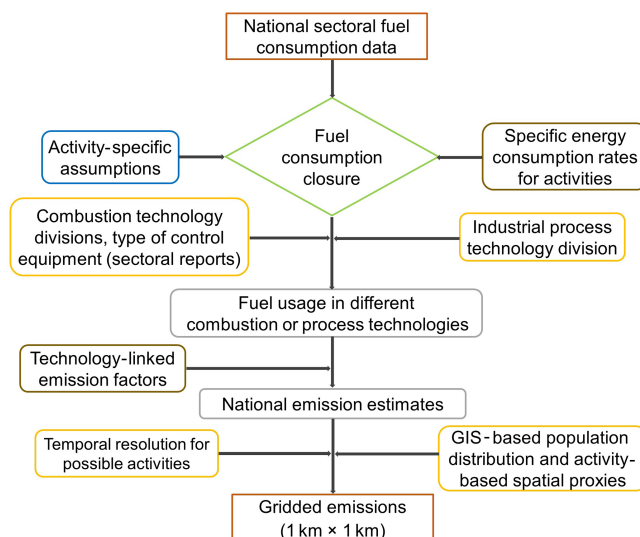 National sectoral fuel
consumption data
Activity-specific
assumptions
Fuel
consumption
closure
Specific energy
consumption rates
for activities
Combustion technology
divisions, type of control
equipment (sectoral reports)
Industrial process
technology division
Fuel usage in different
combustion or process technologies
Technology-linked
emission factors
National emission estimates
Temporal resolution for
possible activities
GIS-based population
distribution and activity-
based spatial proxies
Gridded emissions
(1 km × 1 km)